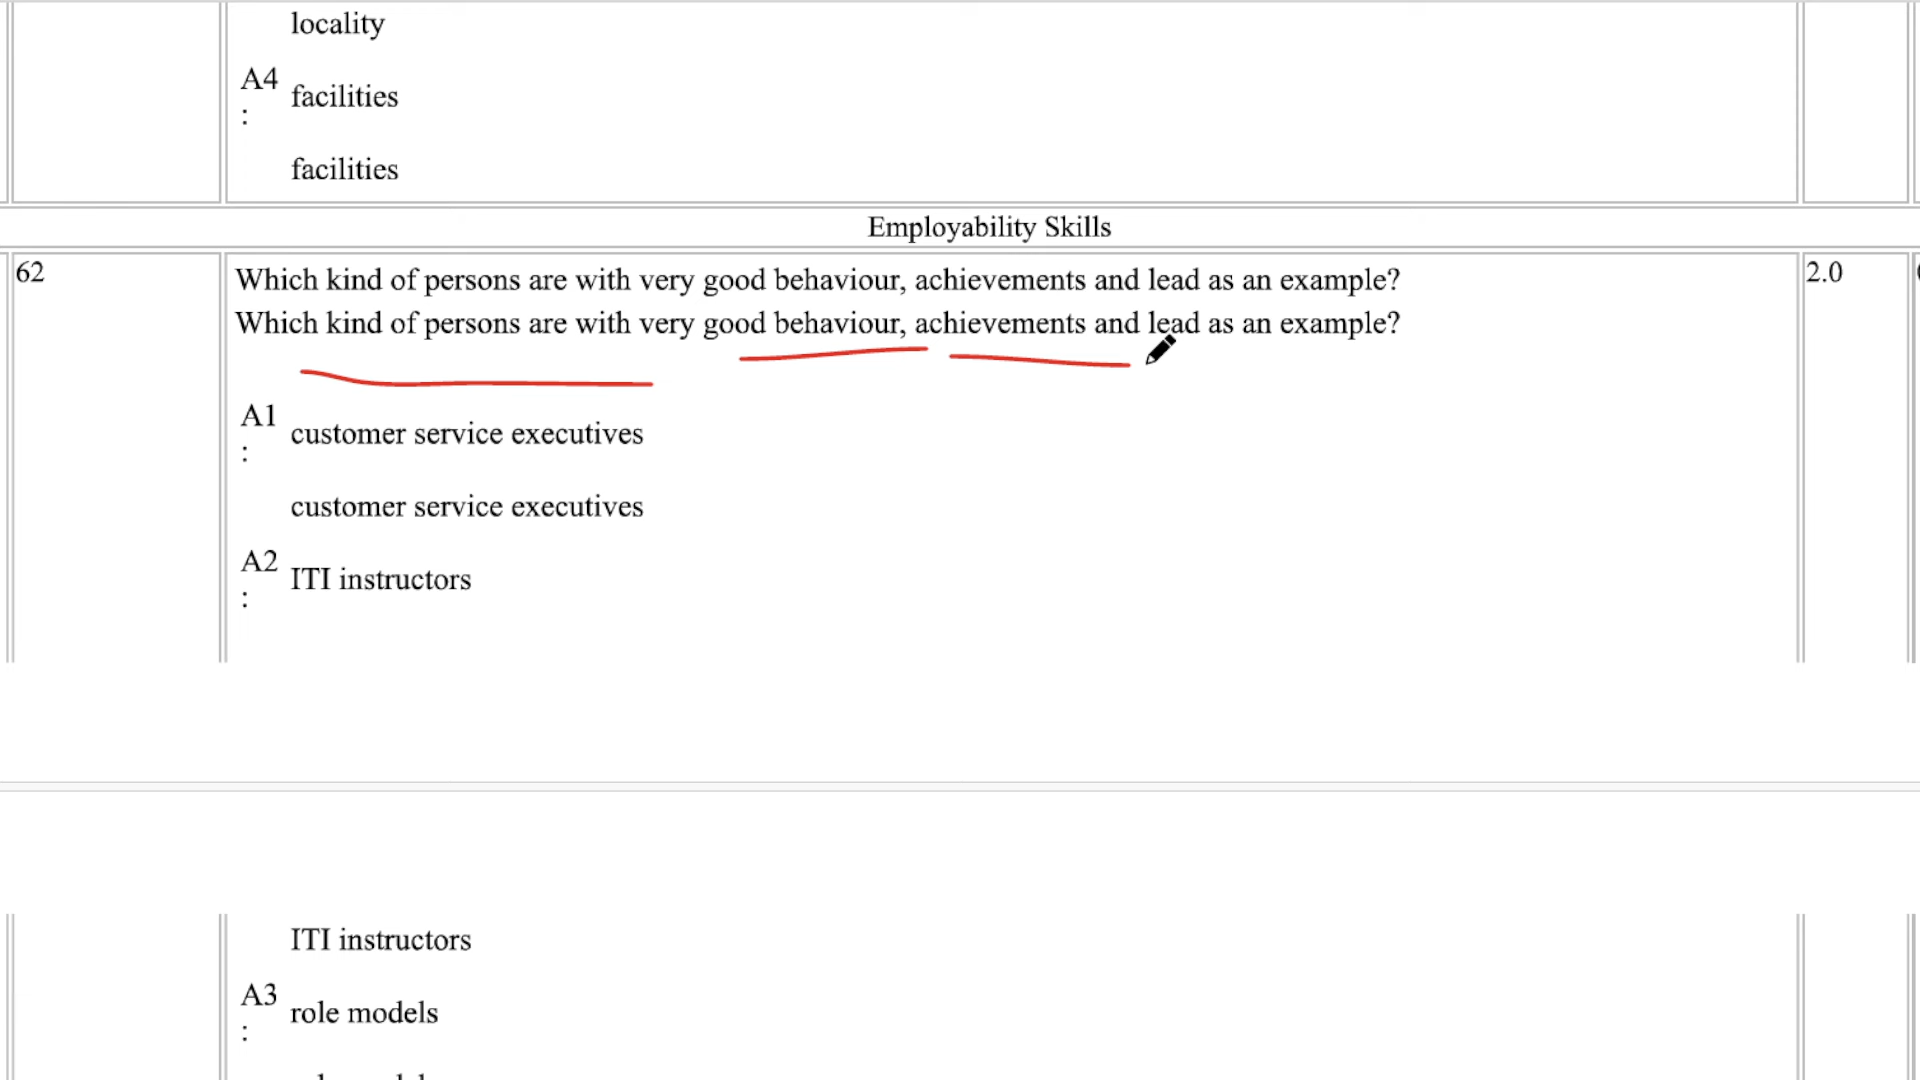 locality
A4
:
facilities
facilities
Employability Skills
62
Which kind of persons are with very good behaviour, achievements and lead as an example?
2.0
Which kind of persons are with very good behaviour, achievements and lead as an example?
A1
:
customer service executives
customer service executives
A2
:
ITI instructors
ITI instructors
A3
:
role models